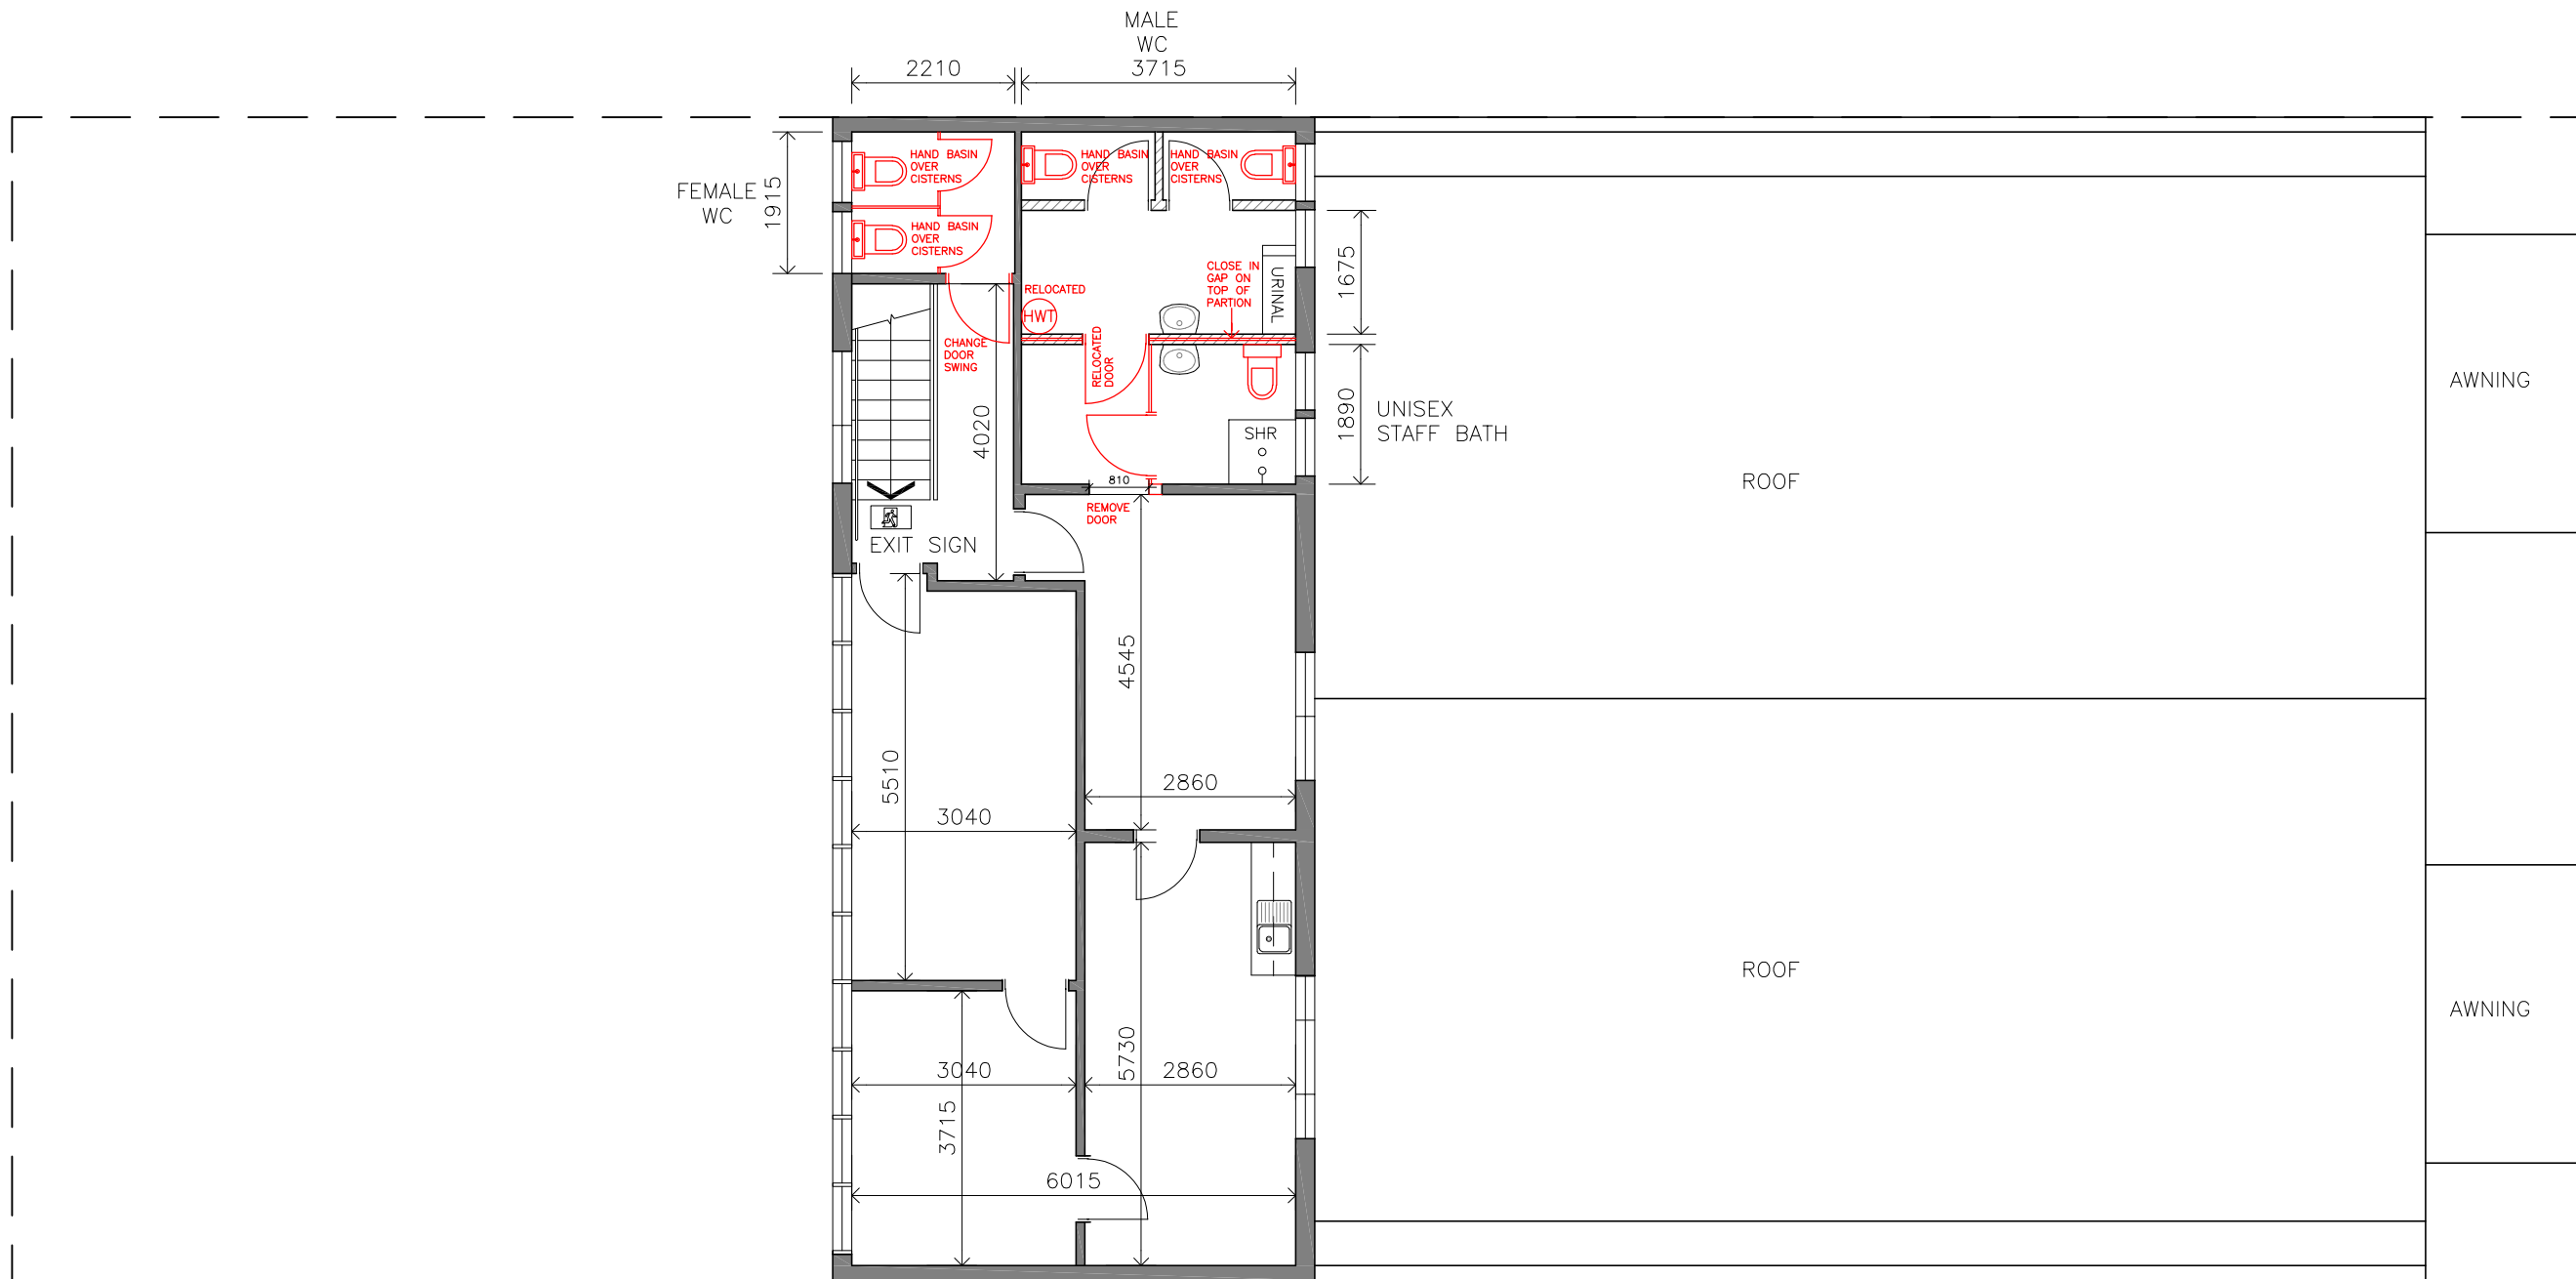 MALE
WC
2210
3715
FEMALE
WC
1915
HAND BASIN
OVER
CISTERNS
HAND BASIN
OVER
CISTERNS
HAND BASIN
OVER
CISTERNS
HAND BASIN
OVER
CISTERNS
RELOCATED
HWT
CLOSE IN
GAP ON
TOP OF
PARTION
URINAL
1675
CHANGE
DOOR
SWING
RELOCATED
DOOR
4020
SHR
1890
UNISEX
STAFF BATH
810
REMOVE
DOOR
EXIT SIGN
AWNING
ROOF
4545
5510
2860
3040
ROOF
AWNING
5730
3040
2860
3715
6015